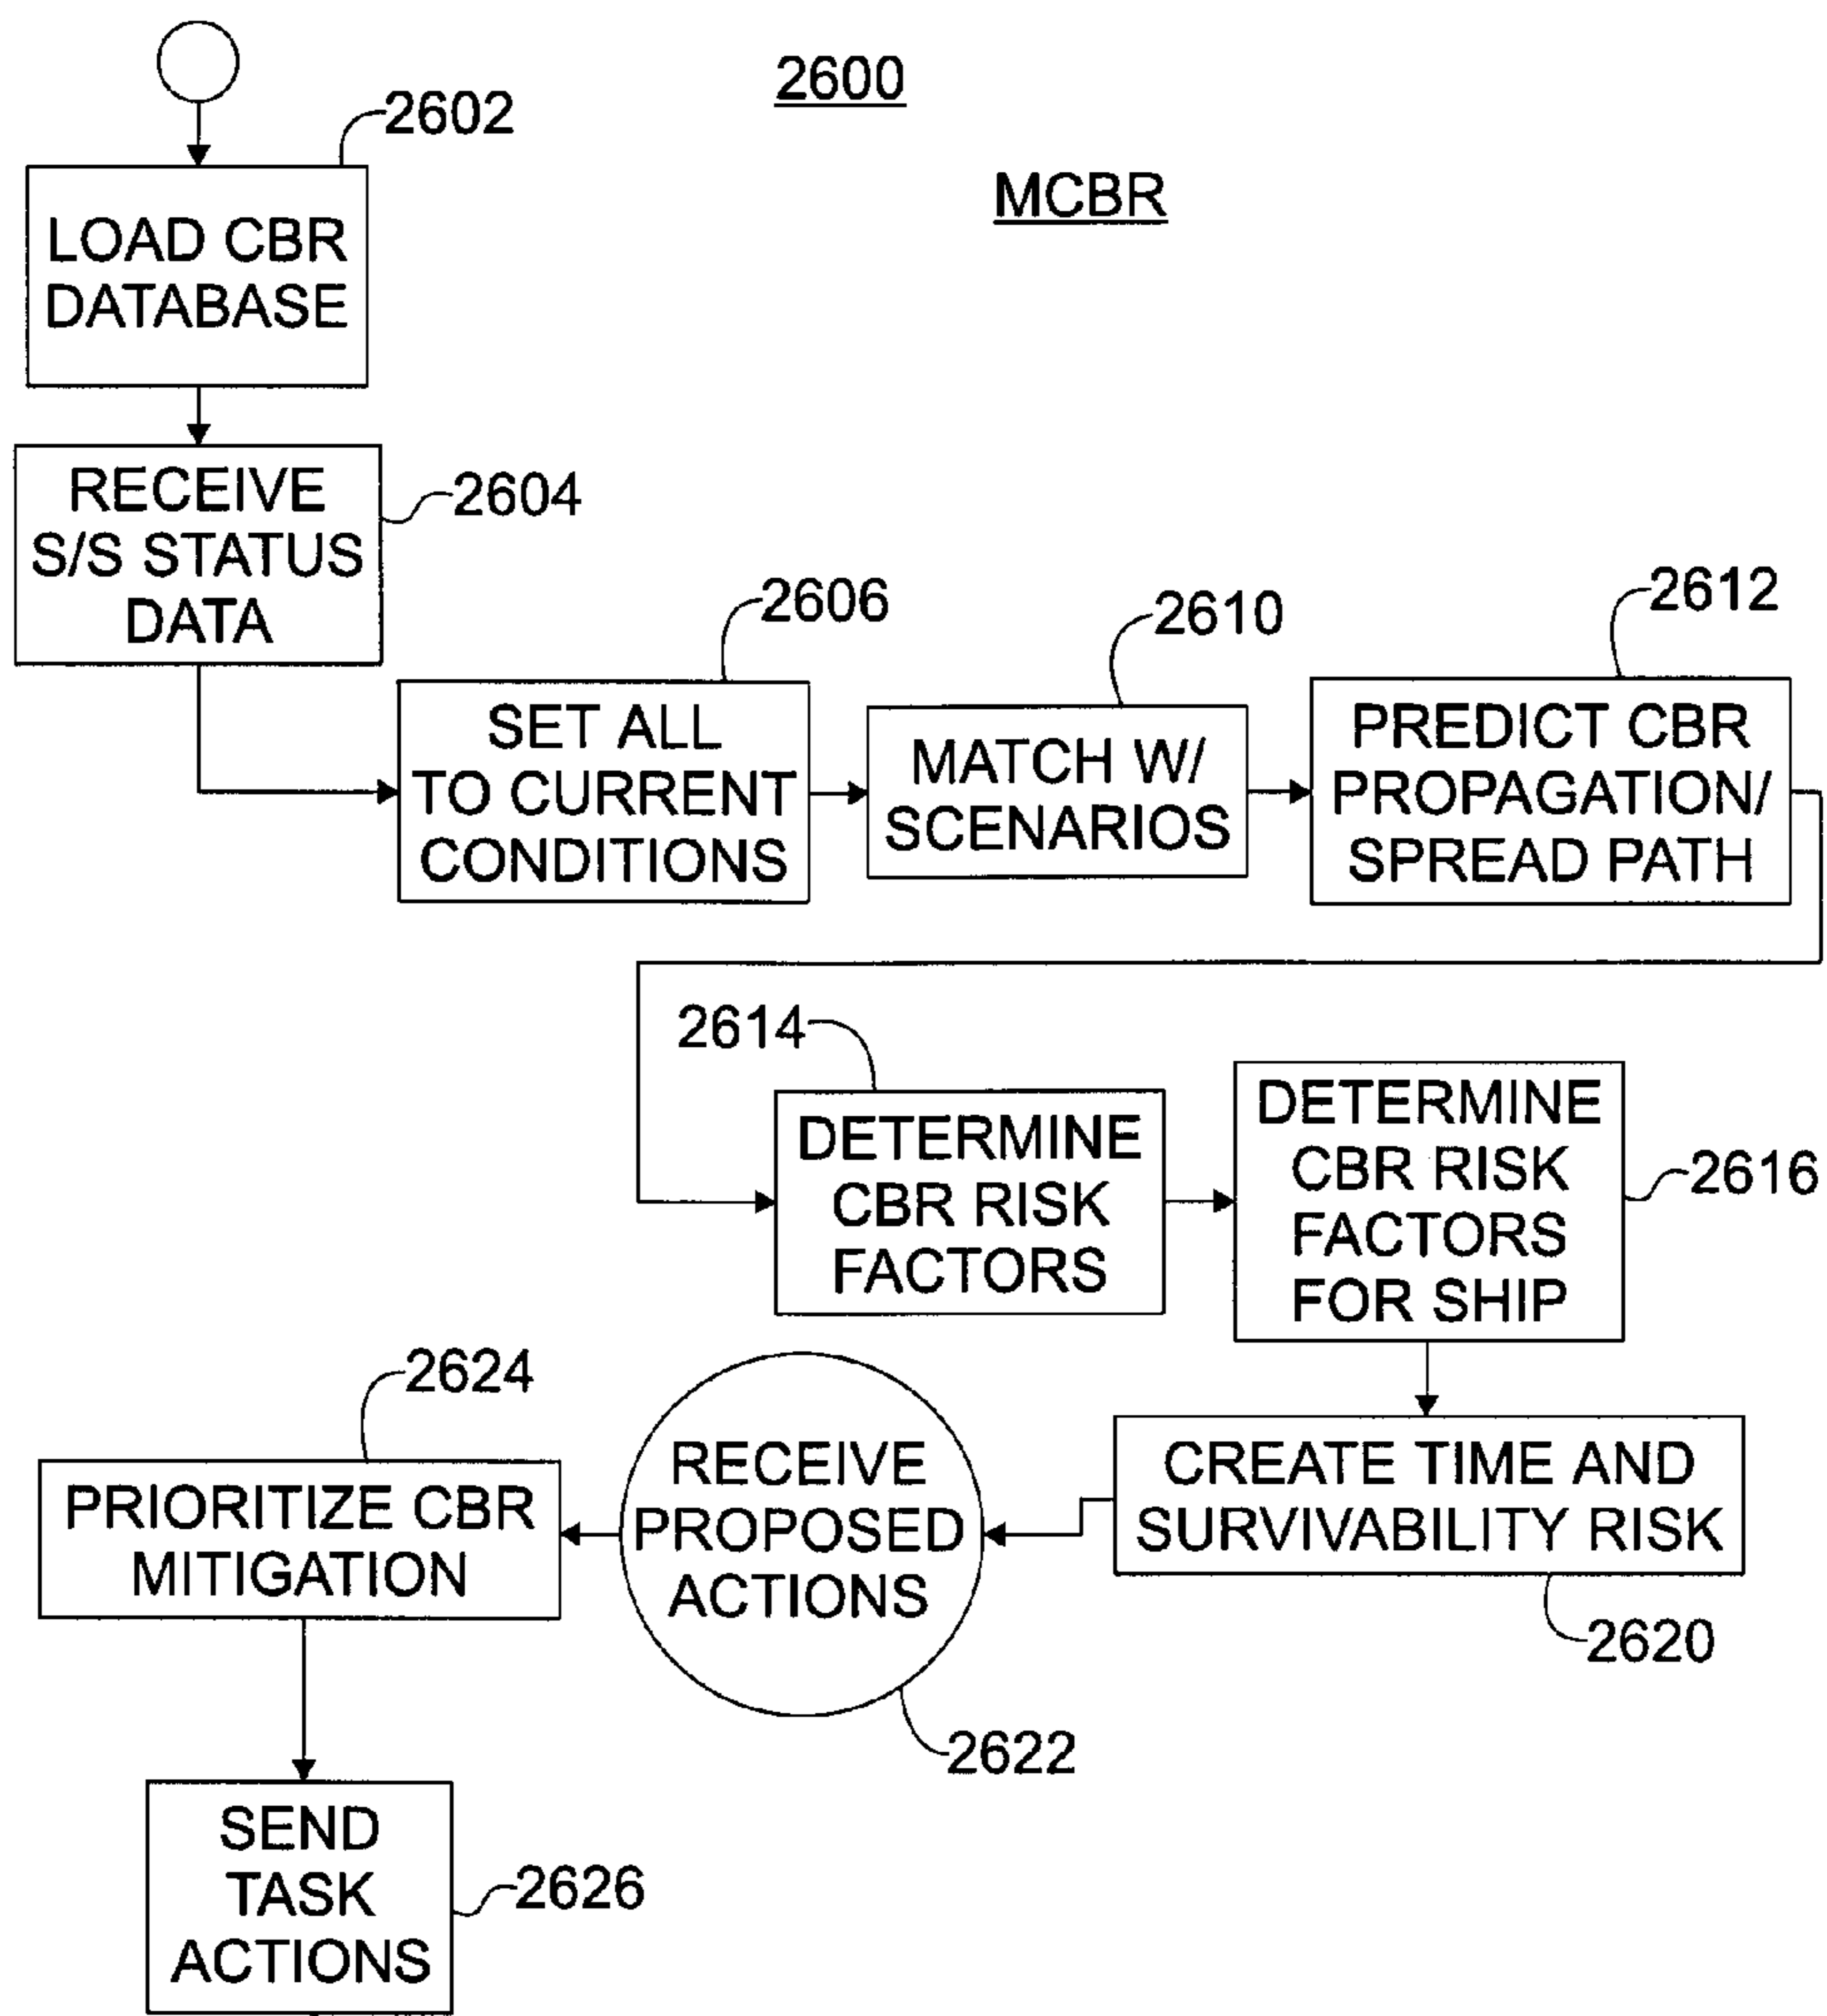 2600
MCBR
2602
LOAD CBR
DATABASE
RECEIVE
S/S STATUS
DATA
2604
2606
SET ALL
TO CURRENT
CONDITIONS
2610
MATCH W/
SCENARIOS
2612
PREDICT CBR
PROPAGATION/
SPREAD PATH
2614
DETERMINE
CBR RISK
FACTORS
DETERMINE
CBR RISK
FACTORS
FOR SHIP
2616
CREATE TIME AND
SURVIVABILITY RISK
2620
RECEIVE
PROPOSED
ACTIONS
2622
2624
PRIORITIZE CBR
MITIGATION
SEND
TASK
ACTIONS
2626